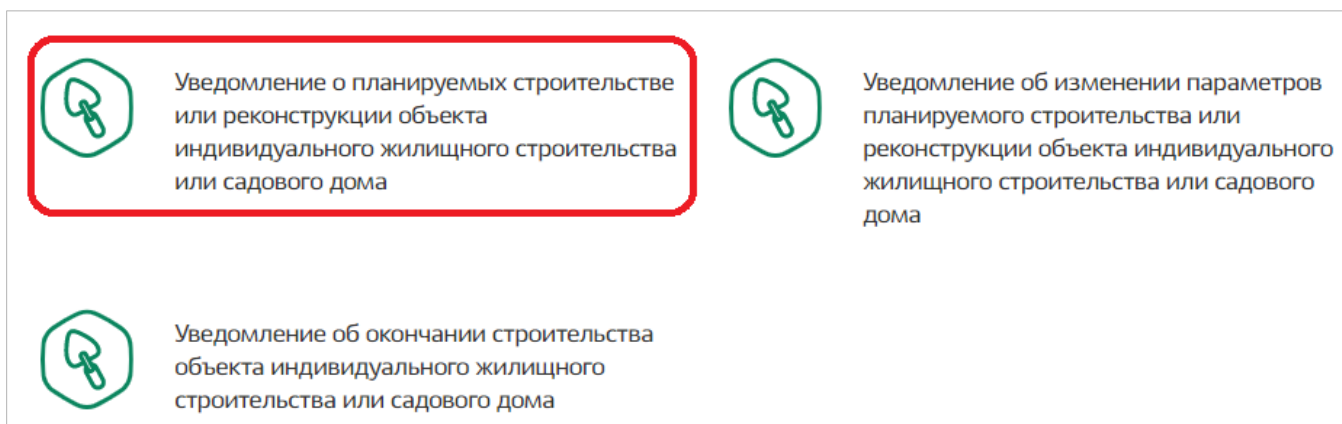 Уведомление о планируемых строительстве
или реконструкции объекта
индивидуального жилищного строительства
или садового дома
Уведомление об изменении параметров
планируемого строительства или
реконструкции объекта индивидуального
жилищного строительства или садового
дома
Уведомление об окончании строительства
объекта индивидуального жилищного
строительства или садового дома